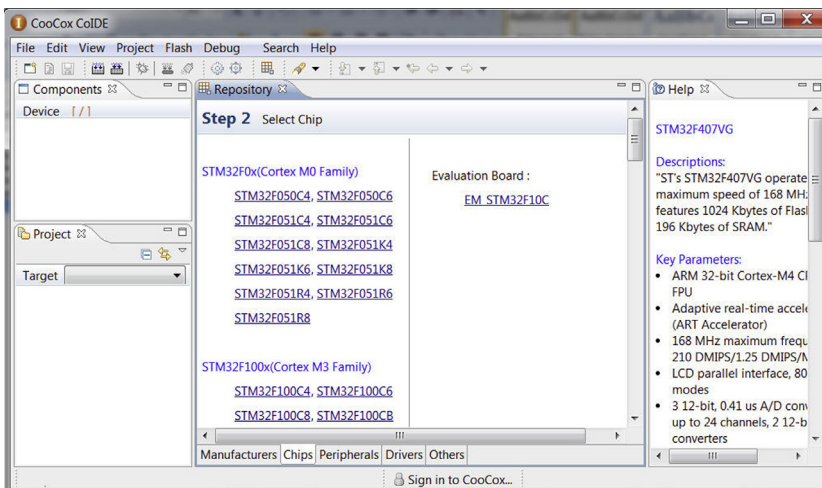 CooCox CoIDE
File Edit View Project Flash Debug Search Help
Components
Device [/]
Project
Target
Repository
Step 2 Select Chip
STM32F0x(Cortex M0 Family)
STM32F050C4, STM32F050C6
STM32F051C4, STM32F051C6
STM32F051C8, STM32F051K4
STM32F051K6, STM32F051K8
STM32F051R4, STM32F051R6
STM32F051R8
STM32F100x(Cortex M3 Family)
STM32F100C4, STM32F100C6
STM32F100C8, STM32F100CB
Evaluation Board :
EM_STM32F10C
Manufacturers Chips Peripherals Drivers Others
Help
STM32F407VG
Descriptions:
"ST's STM32F407VG operate
maximum speed of 168 MH
features 1024 Kbytes of Flas
196 Kbytes of SRAM."
Key Parameters:
• ARM 32-bit Cortex-M4
FPU
• Adaptive real-time accele
(ART Accelerator)
• 168 MHz maximum frequ
210 DMIPS/1.25 DMIPS/
• LCD parallel interface, 80
modes
• 3 12-bit, 0.41 us A/D con
up to 24 channels, 2 12-b
converters
Sign in to CooCox...